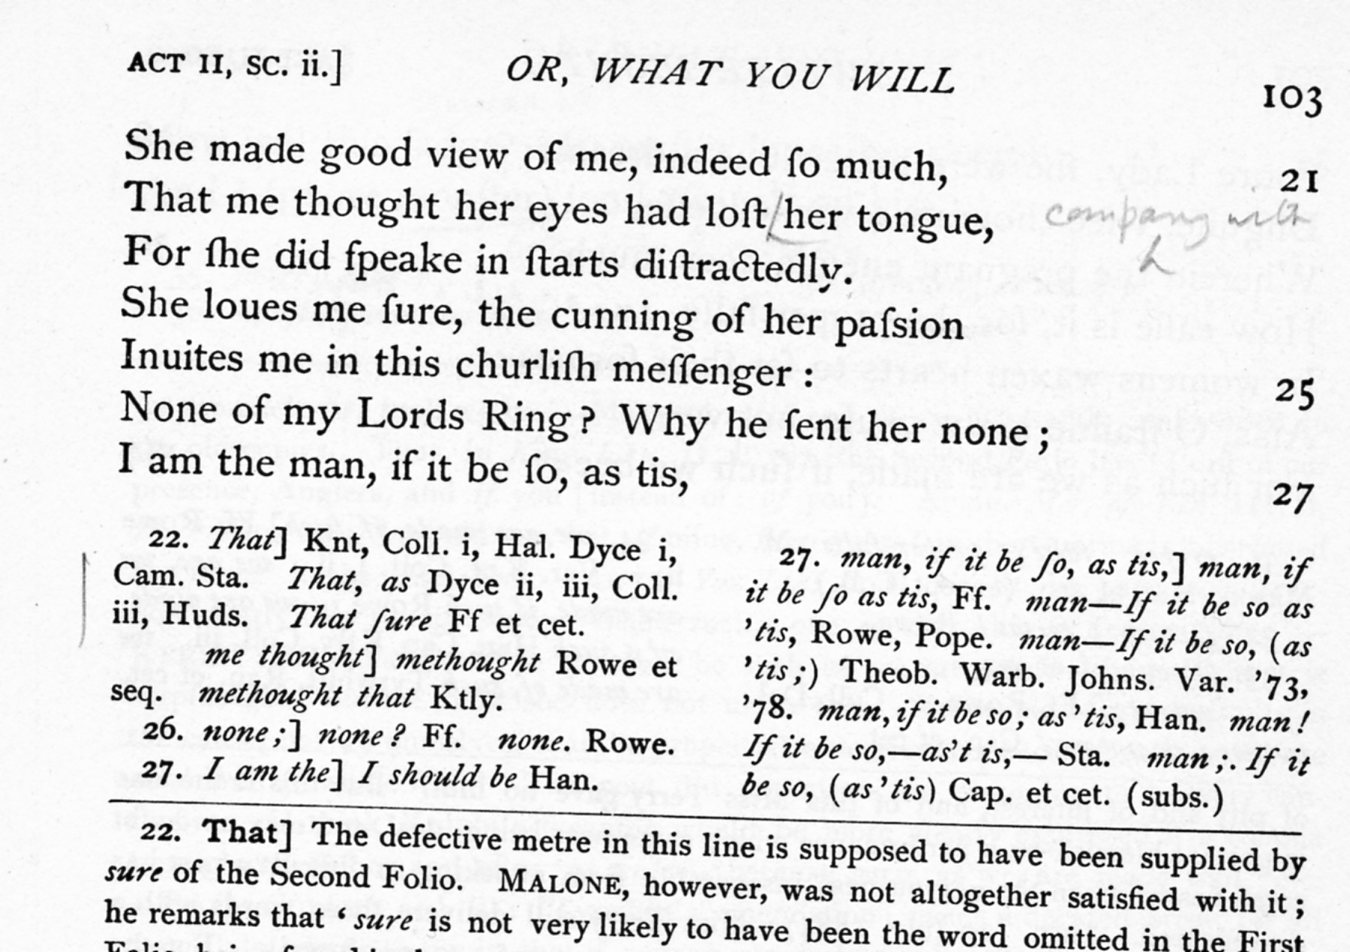 ACT II, SC. ii.] OR, WHAT YOU WILL 103
She made good view of me, indeed ſo much, 21
That me thought her eyes had loſt her tongue, company with
For ſhe did ſpeake in ſtarts diſtractedly.
She loues me ſure, the cunning of her paſsion
Inuites me in this churliſh meſſenger : 25
None of my Lords Ring ? Why he ſent her none ;
I am the man, if it be ſo, as tis, 27
22. That] Knt, Coll. i, Hal. Dyce i,
Cam. Sta. That, as Dyce ii, iii, Coll.
iii, Huds. That ſure Ff et cet.
me thought] methought Rowe et
seq. methought that Ktly.
26. none ;] none ? Ff. none. Rowe.
27. I am the] I should be Han.
27. man, if it be ſo, as tis,] man, if
it be ſo as tis, Ff. man—If it be so as
'tis, Rowe, Pope. man—If it be so, (as
'tis ;) Theob. Warb. Johns. Var. '73,
'78. man, if it be so ; as 'tis, Han. man !
If it be so,—as't is,— Sta. man ;. If it
be so, (as 'tis) Cap. et cet. (subs.)
22. That] The defective metre in this line is supposed to have been supplied by
sure of the Second Folio. MALONE, however, was not altogether satisfied with it ;
he remarks that ‘ sure is not very likely to have been the word omitted in the First